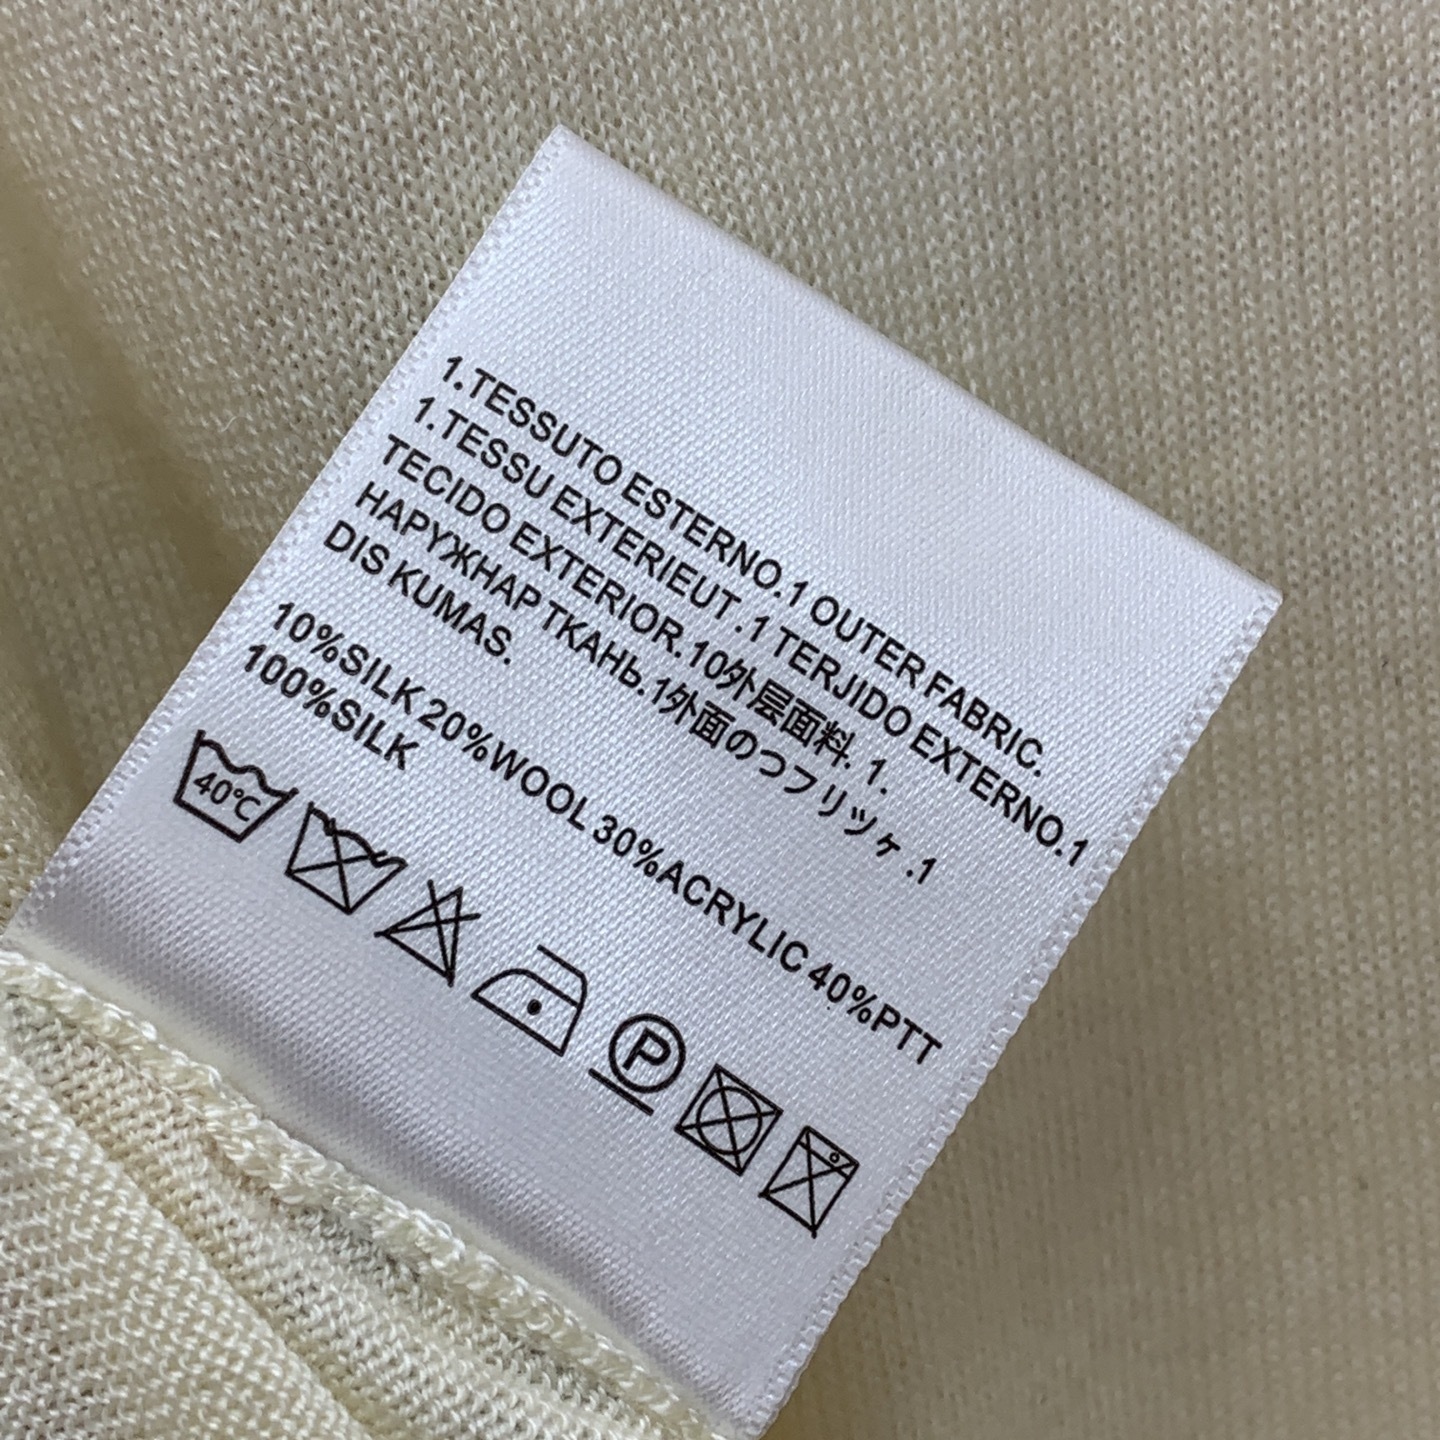 1.TESSUTO ESTERNO.1 OUTER FABRIC.
1.TESSU EXTERIEUT .1 TERJIDO EXTERNO.1
TECIDO EXTERIOR.10外层面料. 1.
НАРУЖНАР ТКАНЬ.1外面のつフリツヶ .1
DIS KUMAS.
10%SILK 20%WOOL 30%ACRYLIC 40%PTT
100%SILK
40℃
P